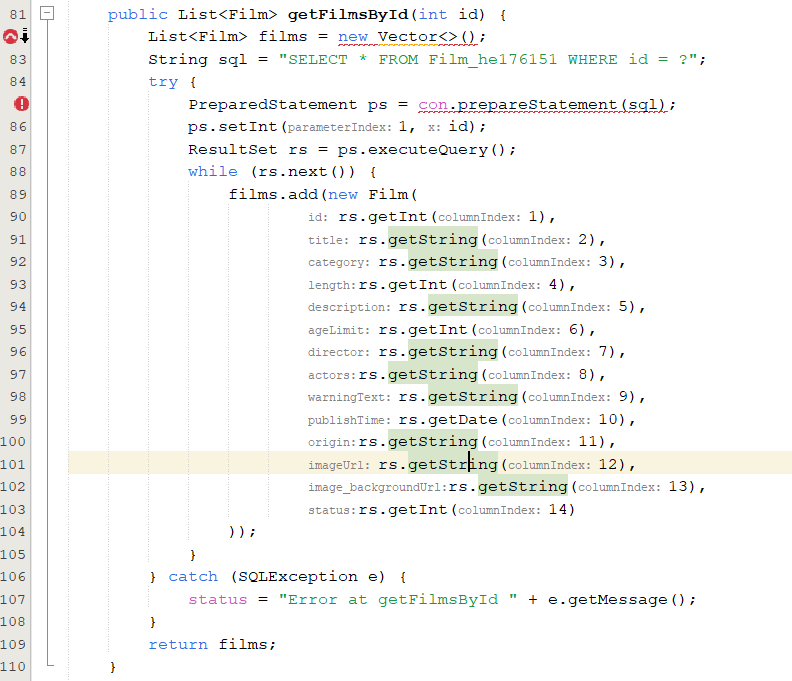 81 public List<Film> getFilmsById(int id) {
List<Film> films = new Vector<>();
83 String sql = "SELECT * FROM Film_he176151 WHERE id = ?";
84 try {
PreparedStatement ps = con.prepareStatement(sql);
86 ps.setInt(parameterIndex: 1, x: id);
87 ResultSet rs = ps.executeQuery();
88 while (rs.next()) {
89 films.add(new Film(
90 id: rs.getInt(columnIndex: 1),
91 title: rs.getString(columnIndex: 2),
92 category: rs.getString(columnIndex: 3),
93 length: rs.getInt(columnIndex: 4),
94 description: rs.getString(columnIndex: 5),
95 ageLimit: rs.getInt(columnIndex: 6),
96 director: rs.getString(columnIndex: 7),
97 actors: rs.getString(columnIndex: 8),
98 warningText: rs.getString(columnIndex: 9),
99 publishTime: rs.getDate(columnIndex: 10),
100 origin: rs.getString(columnIndex: 11),
101 imageUrl: rs.getString(columnIndex: 12),
102 image_backgroundUrl: rs.getString(columnIndex: 13),
103 status: rs.getInt(columnIndex: 14)
104 ));
105 }
106 } catch (SQLException e) {
107 status = "Error at getFilmsById " + e.getMessage();
108 }
109 return films;
110 }